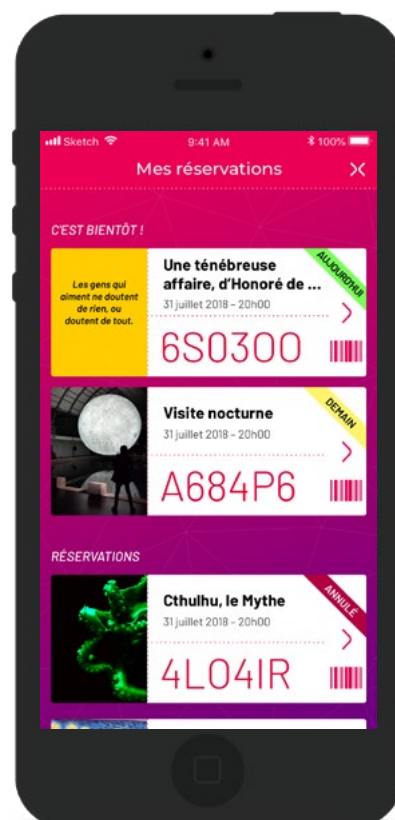 Sketch 9:41 AM 100%
Mes réservations
C'EST BIENTÔT !
Les gens qui
aiment ne doutent
de rien, ou
doutent de tout.
Une ténébreuse
affaire, d'Honoré de ...
31 juillet 2018 - 20h00
6S0300
AUJOURD'HUI
Visite nocturne
31 juillet 2018 - 20h00
A684P6
DEMAIN
RÉSERVATIONS
Cthulhu, le Mythe
31 juillet 2018 - 20h00
4L04IR
ANNULÉ